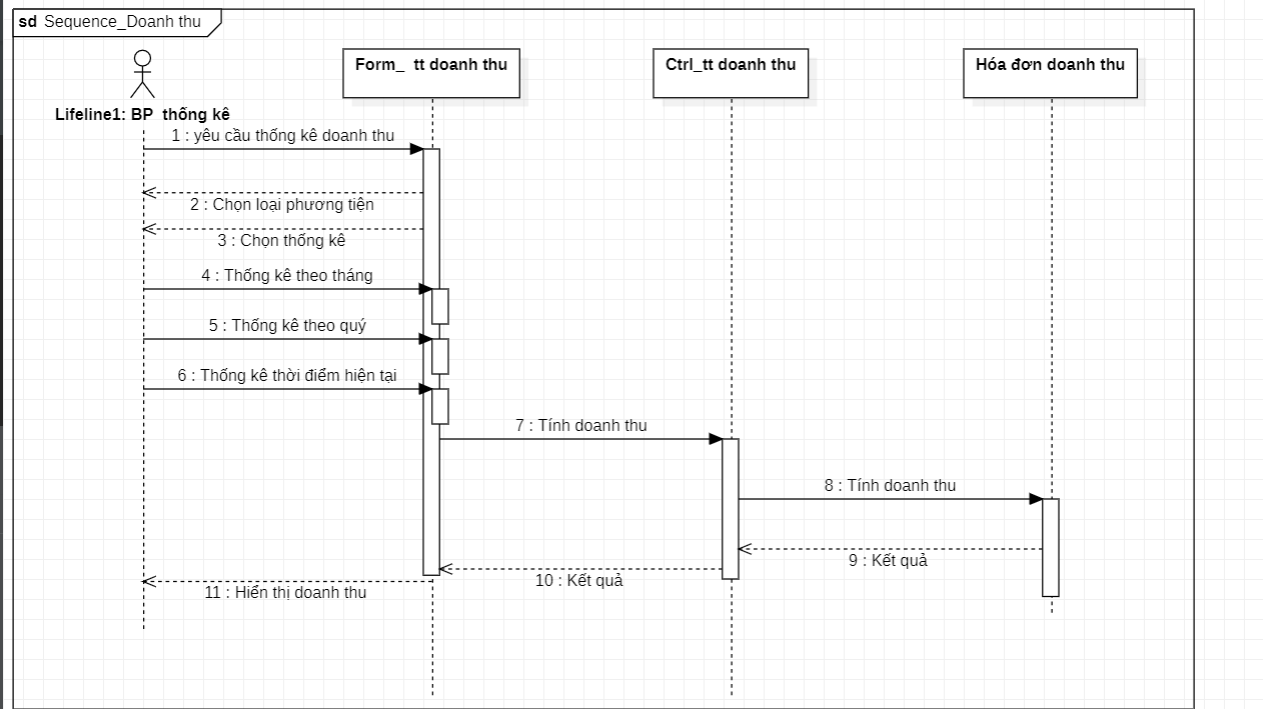 sd Sequence_Doanh thu
Form_ tt doanh thu
Ctrl_tt doanh thu
Hóa đơn doanh thu
Lifeline1: BP thống kê
1 : yêu cầu thống kê doanh thu
2 : Chọn loại phương tiện
3 : Chọn thống kê
4 : Thống kê theo tháng
5 : Thống kê theo quý
6 : Thống kê thời điểm hiện tại
7 : Tính doanh thu
8 : Tính doanh thu
9 : Kết quả
10 : Kết quả
11 : Hiển thị doanh thu